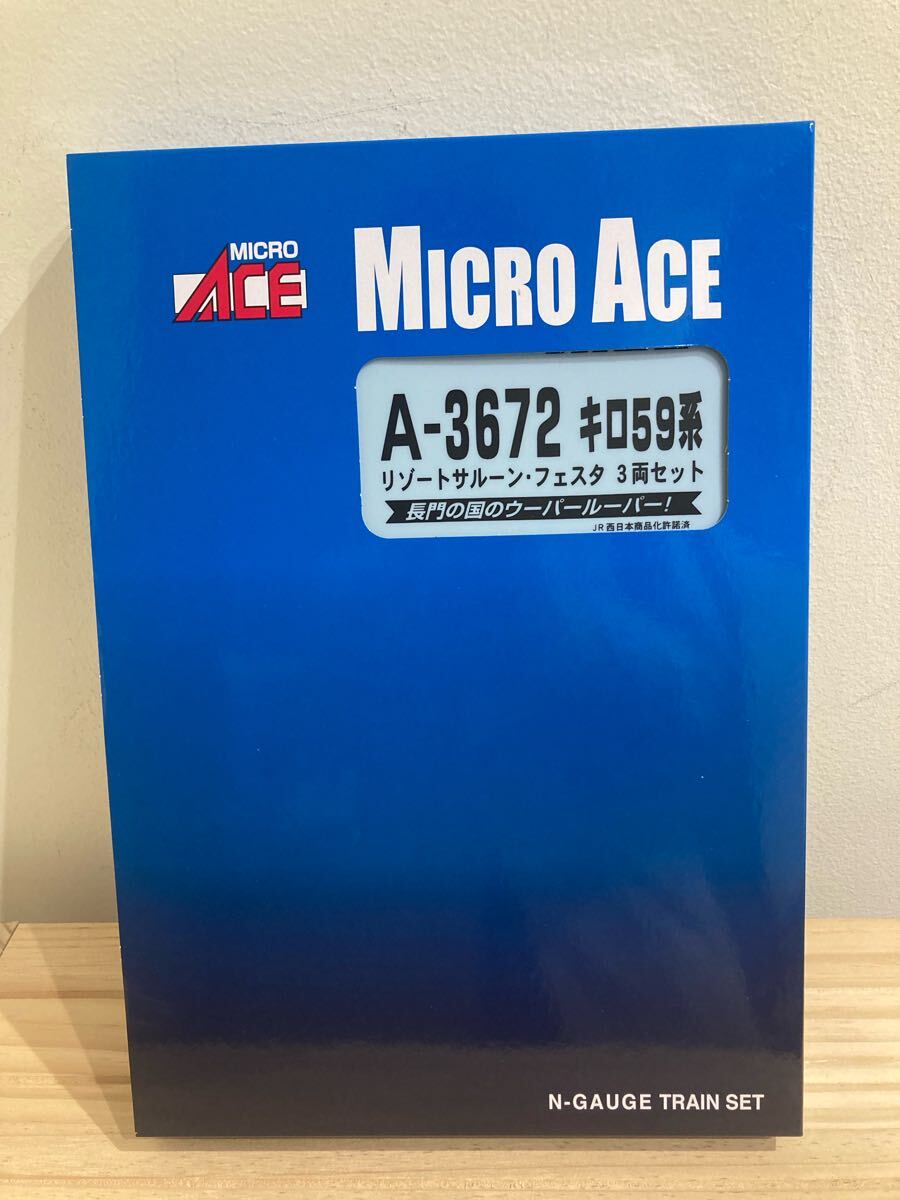 MICRO
ACE
MICRO ACE
A-3672 キロ59系
リゾートサルーン・フェスタ 3両セット
長門の国のウーパールーパー!
JR西日本商品化許諾済
N-GAUGE TRAIN SET